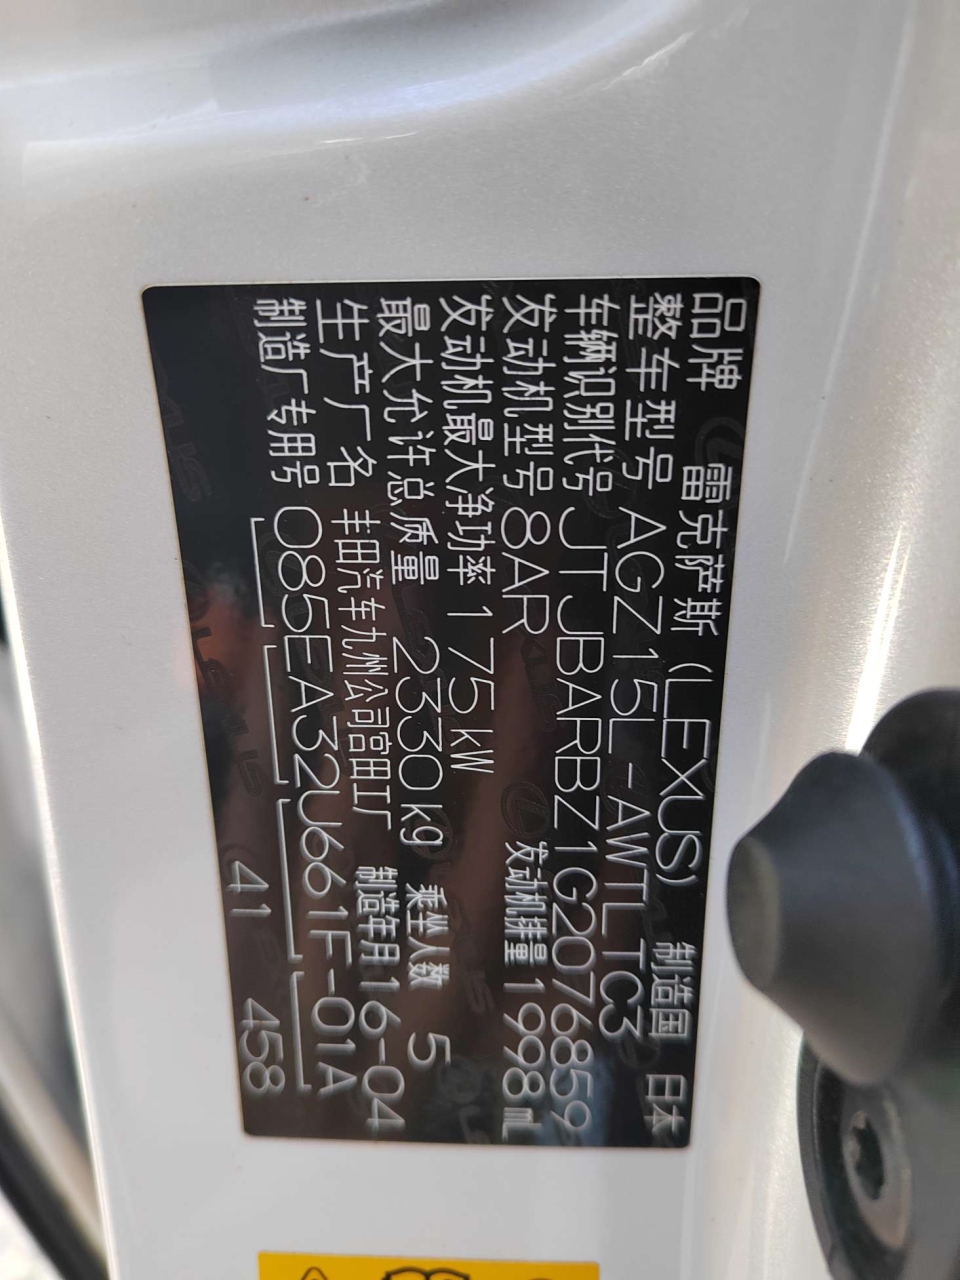 品牌 雷克萨斯(LEXUS) 制造国 日本
整车型号 AGZ15L-AWTLTC3
车辆识别代号 JTJBARBZ1G2076859
发动机型号 8AR 发动机排量 1998ml
发动机最大净功率 175kW
最大允许总质量 2330kg 乘坐人数 5
生产厂名 丰田汽车九州公司宫田工厂 制造年月 16-04
制造厂专用号 085EA32U661F-01A
41 458